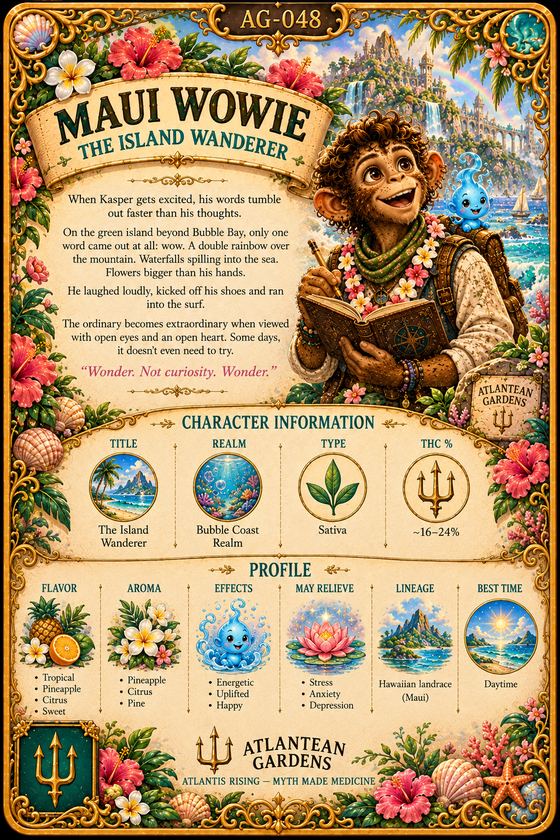 AG-048
MAUI WOWIE
THE ISLAND WANDERER
When Kasper gets excited, his words tumble
out faster than his thoughts.
On the green island beyond Bubble Bay, only one
word came out at all: wow. A double rainbow over
the mountain. Waterfalls spilling into the sea.
Flowers bigger than his hands.
He laughed loudly, kicked off his shoes and ran
into the surf.
The ordinary becomes extraordinary when viewed
with open eyes and an open heart. Some days,
it doesn't even need to try.
“Wonder. Not curiosity. Wonder.”
ATLANTEAN
GARDENS
CHARACTER INFORMATION
TITLE
The Island
Wanderer
REALM
Bubble Coast
Realm
TYPE
Sativa
THC %
~16–24%
PROFILE
FLAVOR
• Tropical
• Pineapple
• Citrus
• Sweet
AROMA
• Pineapple
• Citrus
• Pine
EFFECTS
• Energetic
• Uplifted
• Happy
MAY RELIEVE
• Stress
• Anxiety
• Depression
LINEAGE
Hawaiian landrace
(Maui)
BEST TIME
Daytime
ATLANTEAN
GARDENS
ATLANTIS RISING — MYTH MADE MEDICINE